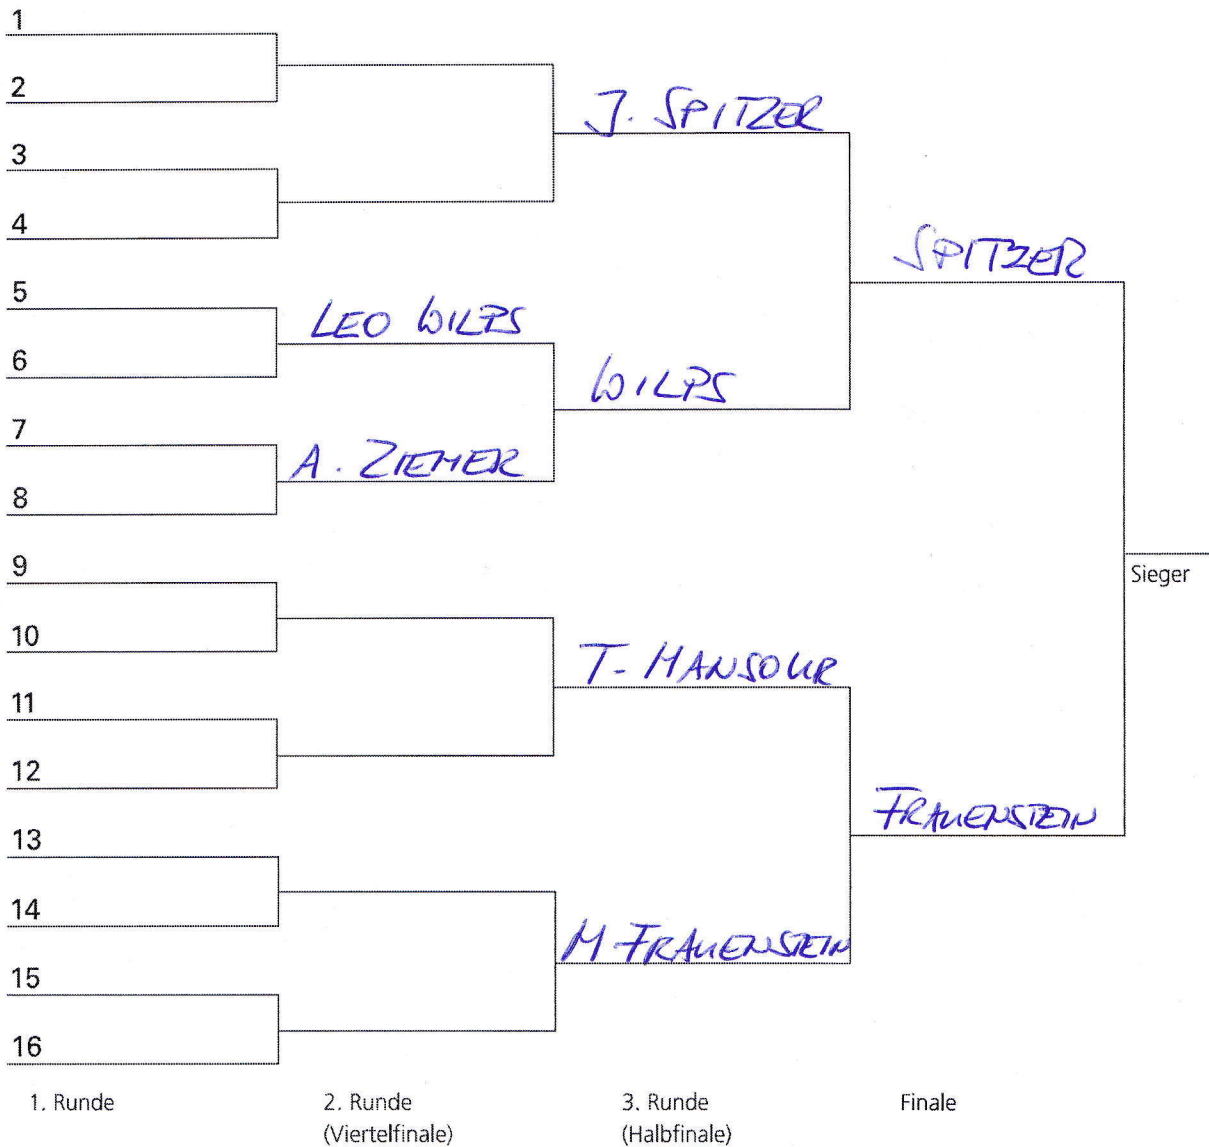 1
2
J. SPITZER
3
4
SPITZER
5
LEO WILPS
6
WILPS
7
A. ZIEMER
8
9
Sieger
10
T. MANSOUR
11
12
13
FRAUENSTEIN
14
M FRAUENSTEIN
15
16
1. Runde 2. Runde 3. Runde Finale
(Viertelfinale) (Halbfinale)